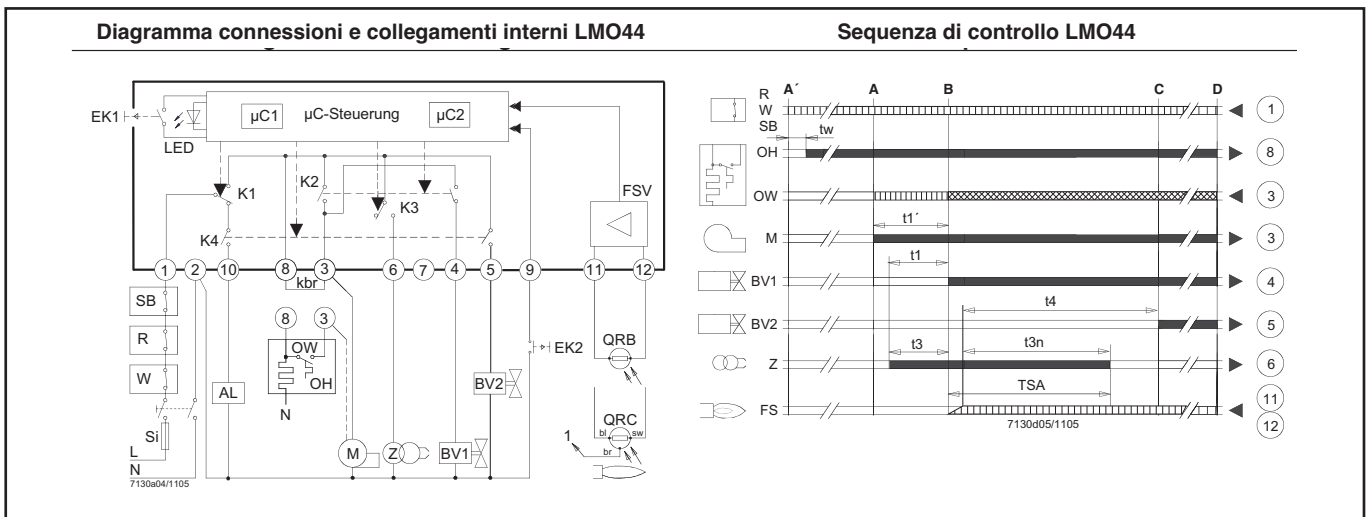 Diagramma connessioni e collegamenti interni LMO44
EK1
LED
µC1
µC-Steuerung
µC2
K1
K2
K3
FSV
K4
1
2
10
8
3
6
7
4
5
9
11
12
kbr
SB
R
W
Si
L
N
AL
8
3
OW
OH
N
M
Z
BV1
BV2
EK2
QRB
QRC
bl
sw
br
1
7130a04/1105
Sequenza di controllo LMO44
A´
A
B
C
D
R
W
SB
1
tw
OH
8
OW
3
t1´
M
3
t1
BV1
4
t4
BV2
5
t3
t3n
Z
6
TSA
FS
11
12
7130d05/1105